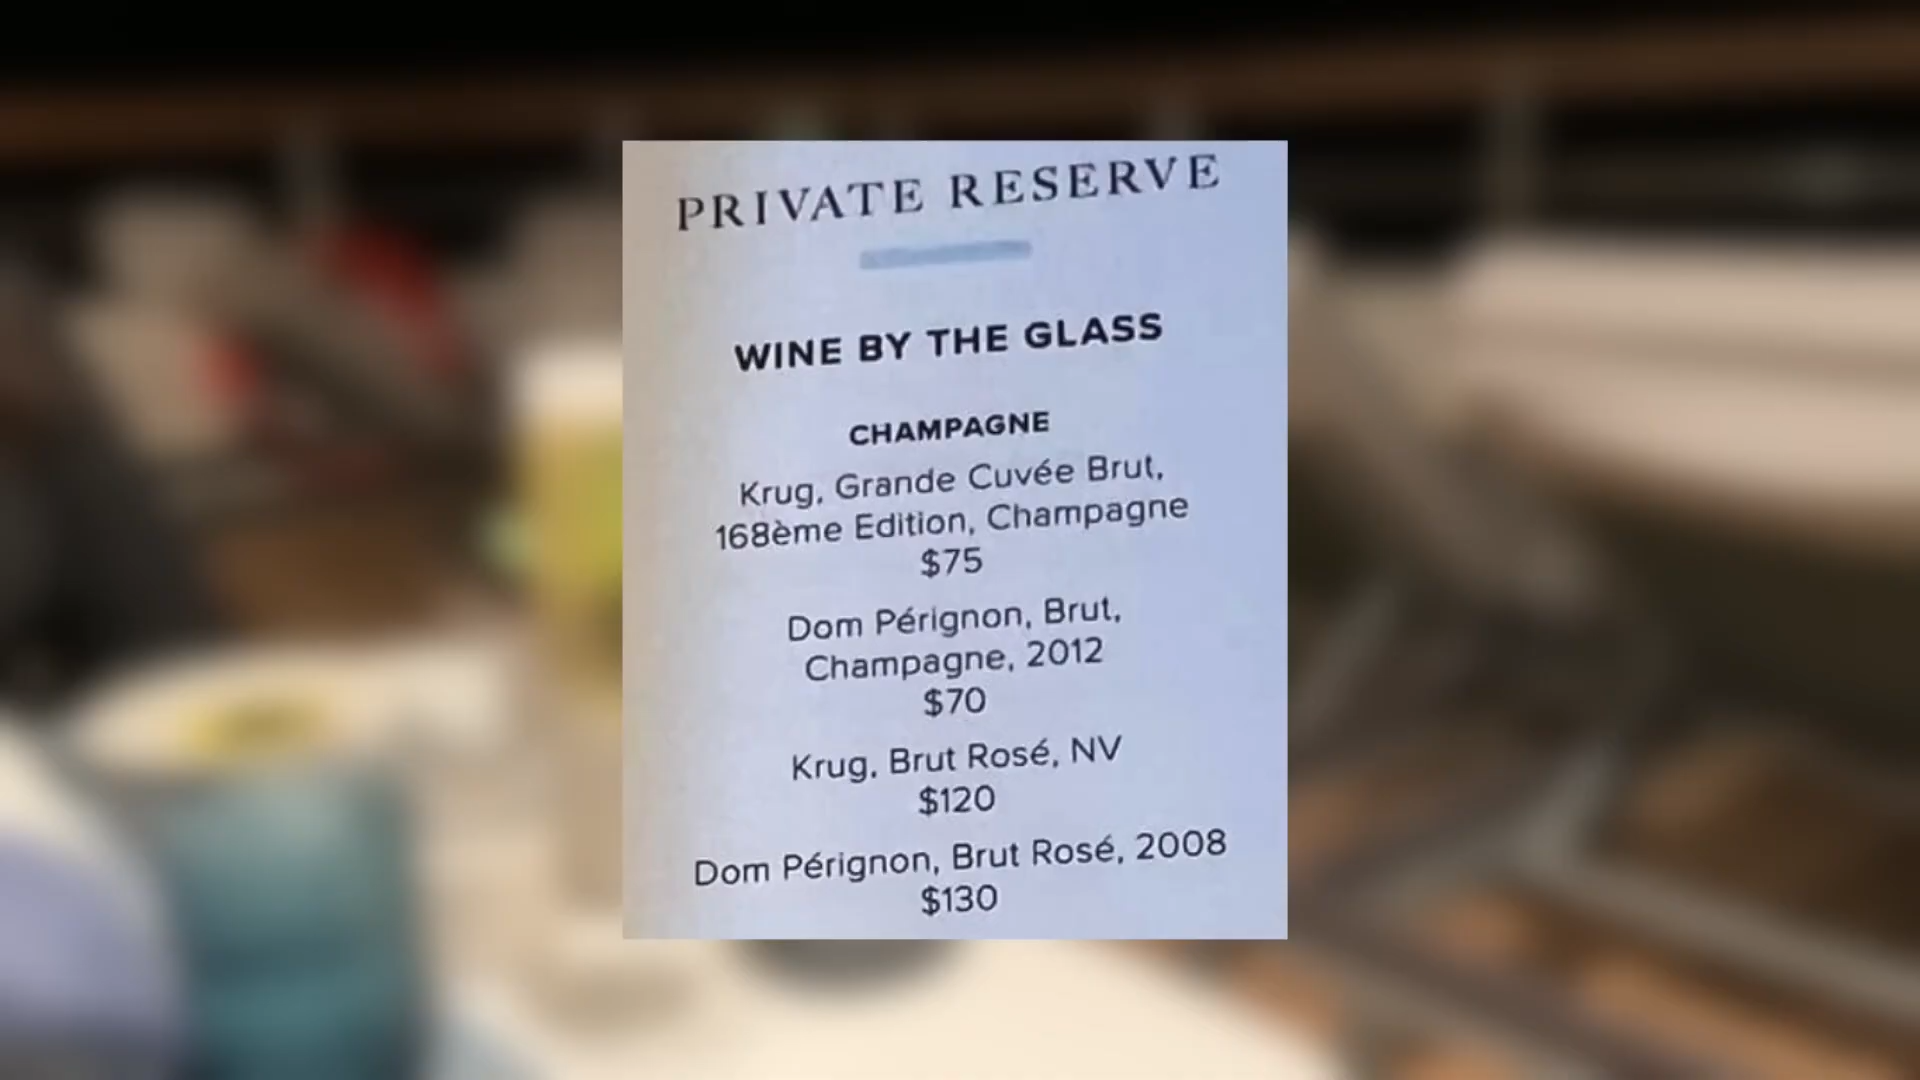 PRIVATE RESERVE
WINE BY THE GLASS
CHAMPAGNE
Krug, Grande Cuvée Brut,
168ème Edition, Champagne
$75
Dom Pérignon, Brut,
Champagne, 2012
$70
Krug, Brut Rosé, NV
$120
Dom Pérignon, Brut Rosé, 2008
$130